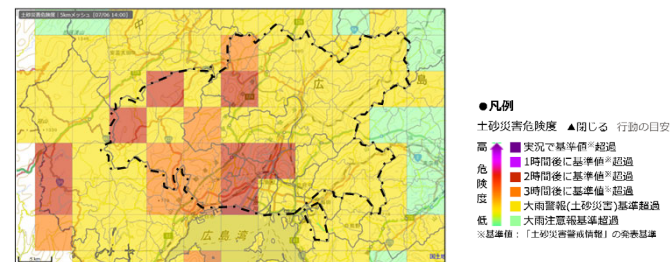 土砂災害危険度 5kmメッシュ [07/06 14:00]
中
広
島
広島湾
5km
●凡例
土砂災害危険度 ▲閉じる 行動の目安
高 実況で基準値※超過
1時間後に基準値※超過
危 2時間後に基準値※超過
険 3時間後に基準値※超過
度 大雨警報(土砂災害)基準超過
低 大雨注意報基準超過
※基準値：「土砂災害警戒情報」の発表基準